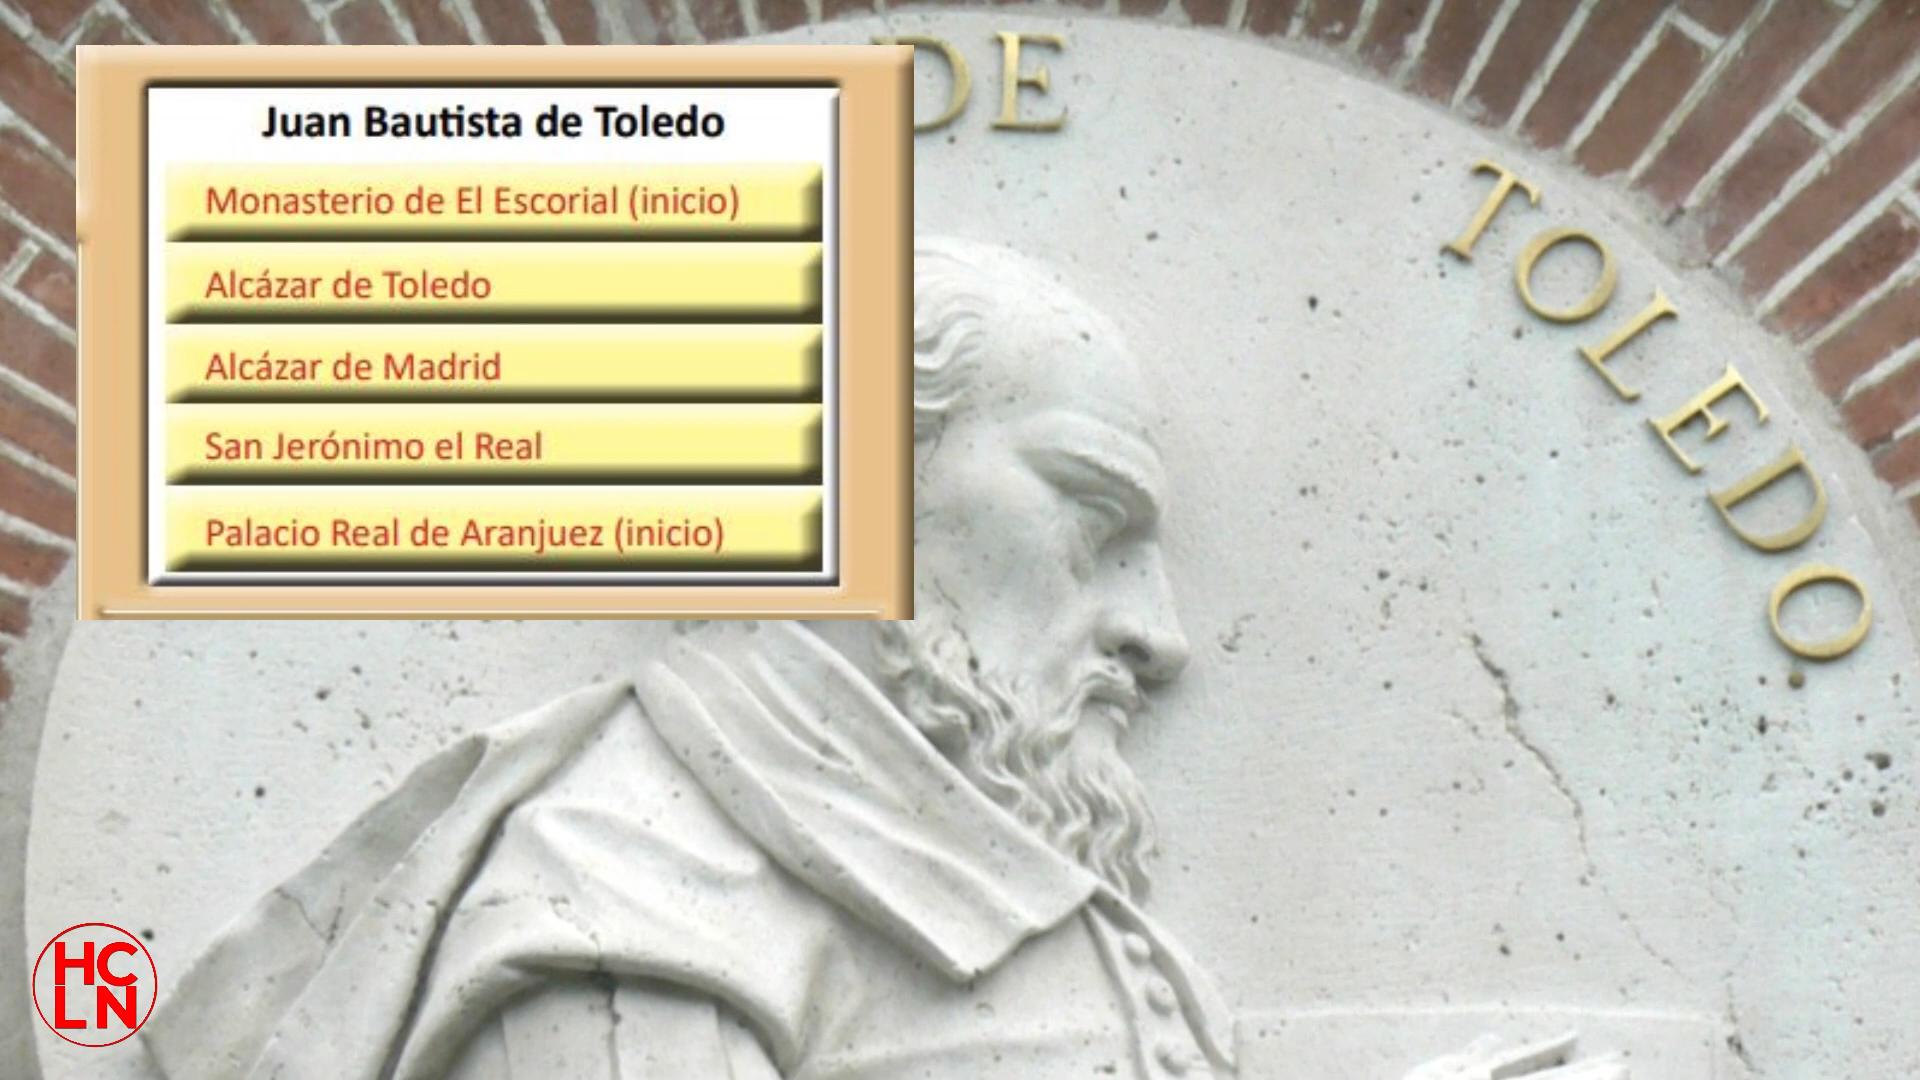 Juan Bautista de Toledo
Monasterio de El Escorial (inicio)
Alcázar de Toledo
Alcázar de Madrid
San Jerónimo el Real
Palacio Real de Aranjuez (inicio)
DE
TOLEDO
HC
LN